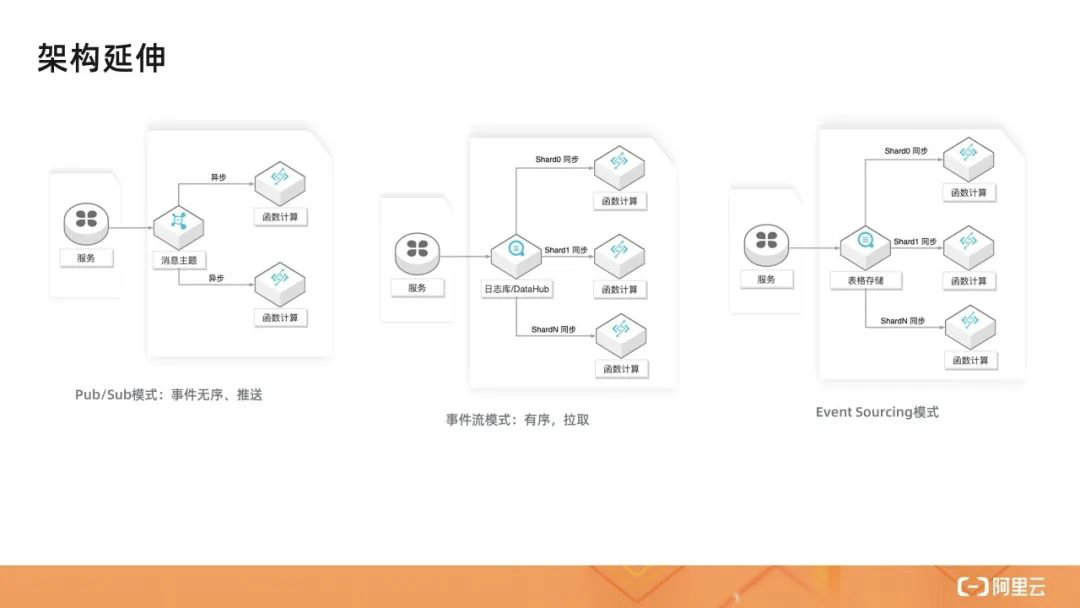 架构延伸
服务
消息主题
异步
函数计算
异步
函数计算
Pub/Sub模式：事件无序、推送
服务
日志库/DataHub
Shard0 同步
函数计算
Shard1 同步
函数计算
ShardN 同步
函数计算
事件流模式：有序，拉取
服务
表格存储
Shard0 同步
函数计算
Shard1 同步
函数计算
ShardN 同步
函数计算
Event Sourcing模式
阿里云